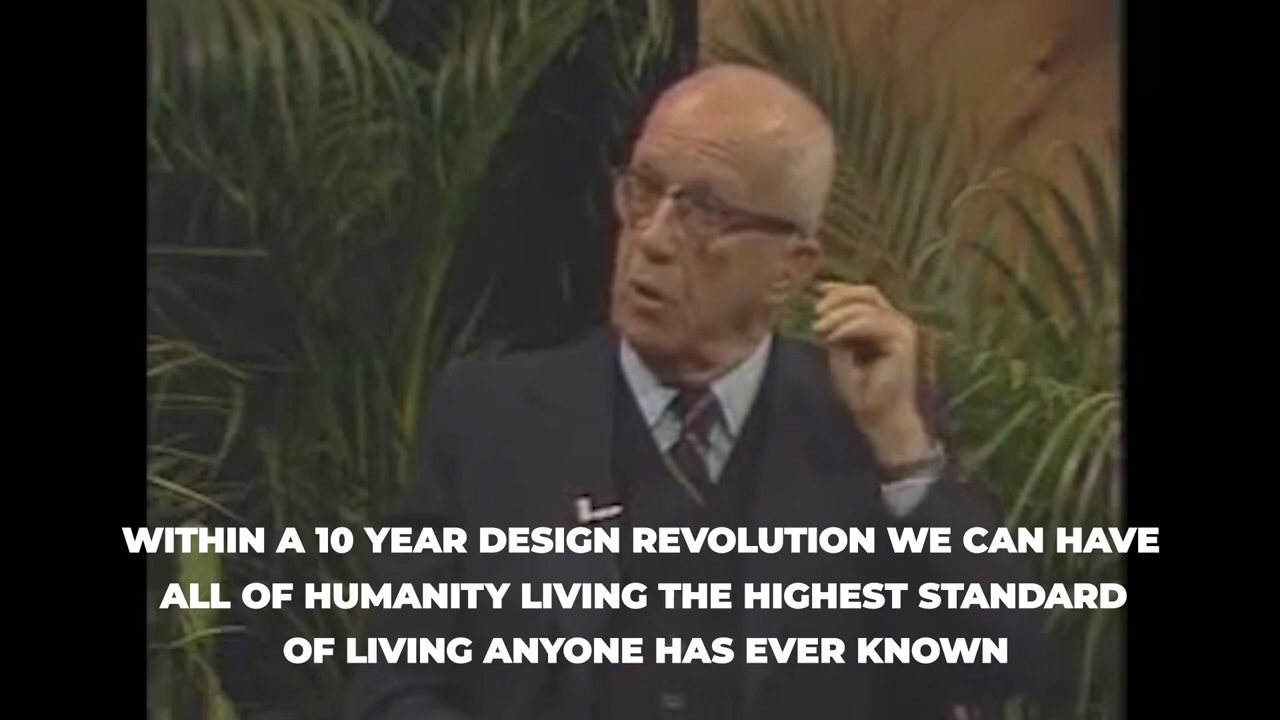 WITHIN A 10 YEAR DESIGN REVOLUTION WE CAN HAVE
ALL OF HUMANITY LIVING THE HIGHEST STANDARD
OF LIVING ANYONE HAS EVER KNOWN